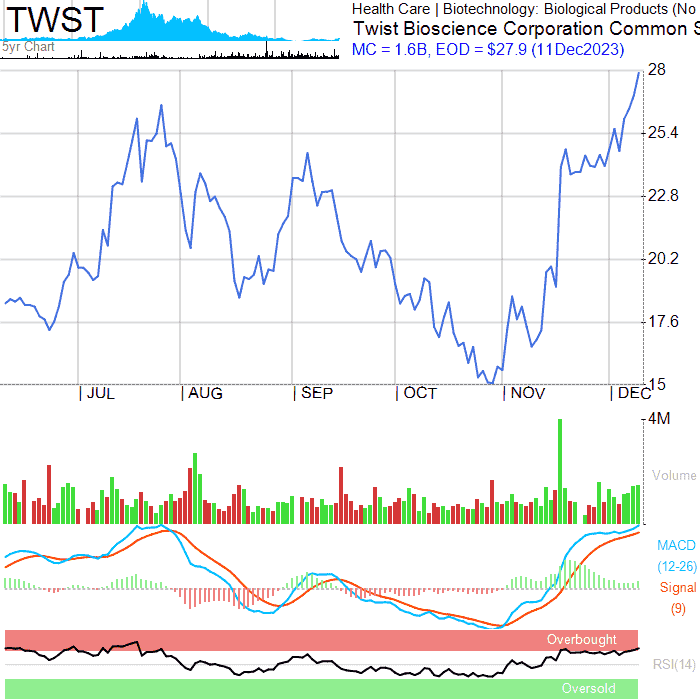 TWST
5yr Chart
Health Care | Biotechnology: Biological Products (No
Twist Bioscience Corporation Common S
MC = 1.6B, EOD = $27.9 (11Dec2023)
28
25.4
22.8
20.2
17.6
15
| JUL | AUG | SEP | OCT | NOV | DEC
4M
Volume
MACD
(12-26)
Signal
(9)
Overbought
RSI(14)
Oversold